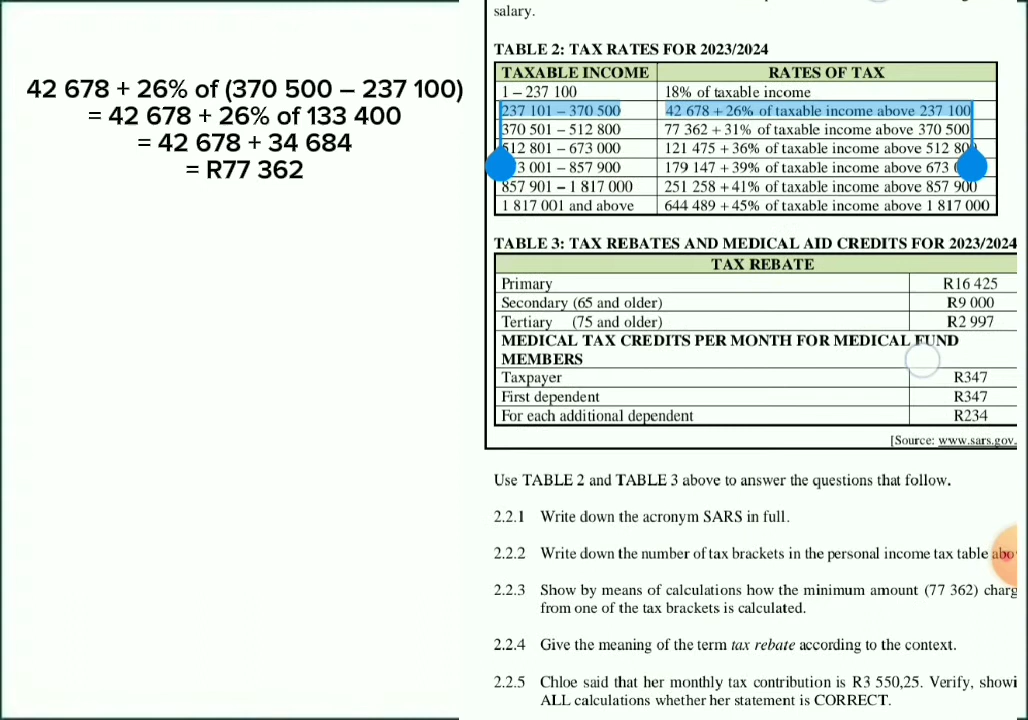 42 678 + 26% of (370 500 – 237 100)
= 42 678 + 26% of 133 400
= 42 678 + 34 684
= R77 362
salary.
TABLE 2: TAX RATES FOR 2023/2024
TAXABLE INCOME RATES OF TAX
1 – 237 100 18% of taxable income
237 101 – 370 500 42 678 + 26% of taxable income above 237 100
370 501 – 512 800 77 362 + 31% of taxable income above 370 500
512 801 – 673 000 121 475 + 36% of taxable income above 512 80
3 001 – 857 900 179 147 + 39% of taxable income above 673
857 901 – 1 817 000 251 258 + 41% of taxable income above 857 900
1 817 001 and above 644 489 + 45% of taxable income above 1 817 000
TABLE 3: TAX REBATES AND MEDICAL AID CREDITS FOR 2023/2024
TAX REBATE
Primary R16 425
Secondary (65 and older) R9 000
Tertiary (75 and older) R2 997
MEDICAL TAX CREDITS PER MONTH FOR MEDICAL FUND
MEMBERS
Taxpayer R347
First dependent R347
For each additional dependent R234
[Source: www.sars.gov.
Use TABLE 2 and TABLE 3 above to answer the questions that follow.
2.2.1 Write down the acronym SARS in full.
2.2.2 Write down the number of tax brackets in the personal income tax table abo
2.2.3 Show by means of calculations how the minimum amount (77 362) charg
from one of the tax brackets is calculated.
2.2.4 Give the meaning of the term tax rebate according to the context.
2.2.5 Chloe said that her monthly tax contribution is R3 550,25. Verify, showi
ALL calculations whether her statement is CORRECT.